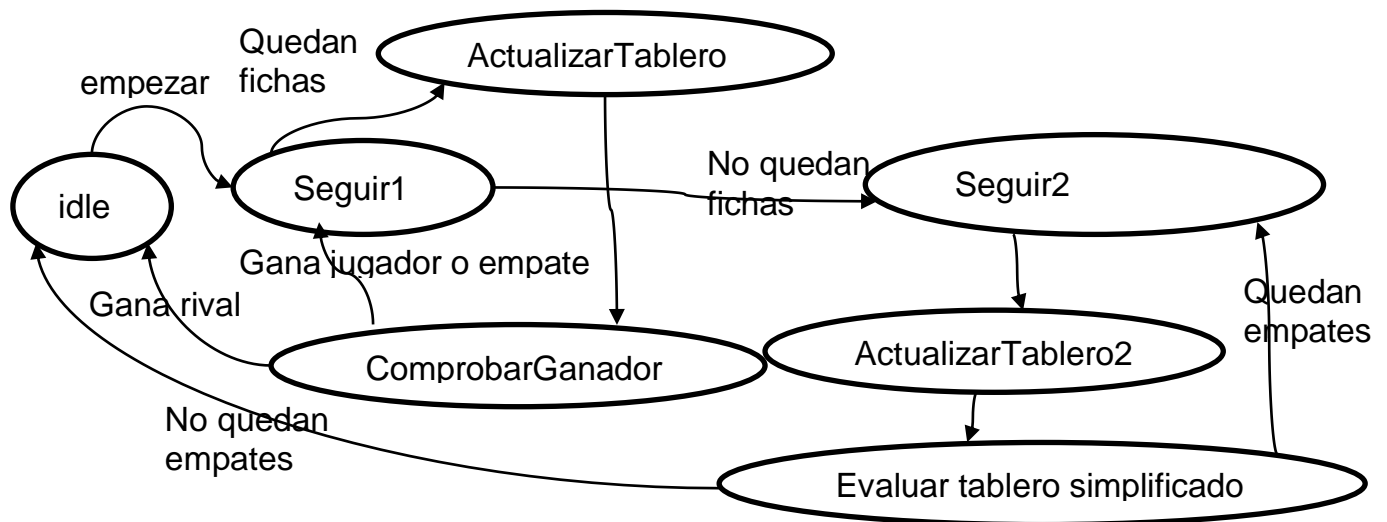 Quedan
fichas
ActualizarTablero
empezar
Seguir1
No quedan
fichas
Seguir2
idle
Gana jugador o empate
Gana rival
Quedan
empates
ComprobarGanador
ActualizarTablero2
No quedan
empates
Evaluar tablero simplificado